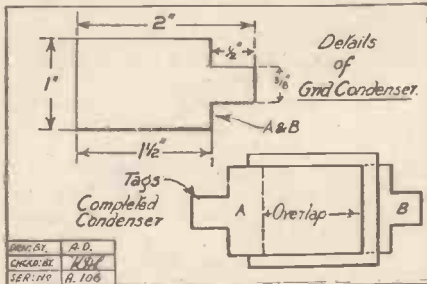 2"
½"
Details
of
Grid Condenser.
1"
3/8"
A & B
1½"
Tags
Completed
Condenser
A
Overlap
B
DRN: BY. A.D.
CHKD: BY
SER: Nº A.106